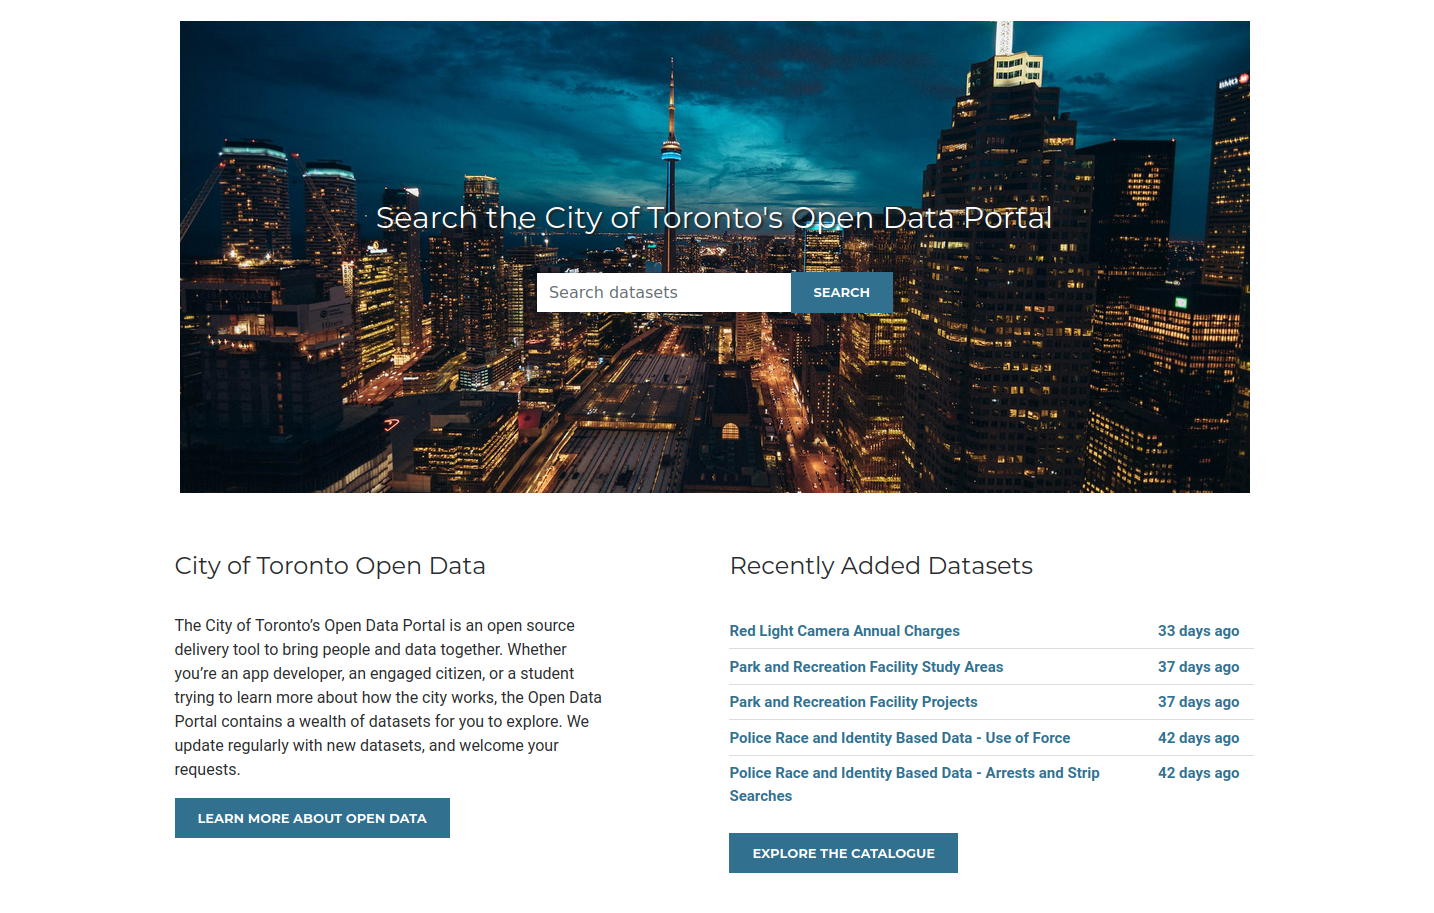 BMO
Search the City of Toronto's Open Data Portal
Search datasets
SEARCH
City of Toronto Open Data
The City of Toronto’s Open Data Portal is an open source
delivery tool to bring people and data together. Whether
you’re an app developer, an engaged citizen, or a student
trying to learn more about how the city works, the Open Data
Portal contains a wealth of datasets for you to explore. We
update regularly with new datasets, and welcome your
requests.
LEARN MORE ABOUT OPEN DATA
Recently Added Datasets
Red Light Camera Annual Charges 33 days ago
Park and Recreation Facility Study Areas 37 days ago
Park and Recreation Facility Projects 37 days ago
Police Race and Identity Based Data - Use of Force 42 days ago
Police Race and Identity Based Data - Arrests and Strip 42 days ago
Searches
EXPLORE THE CATALOGUE